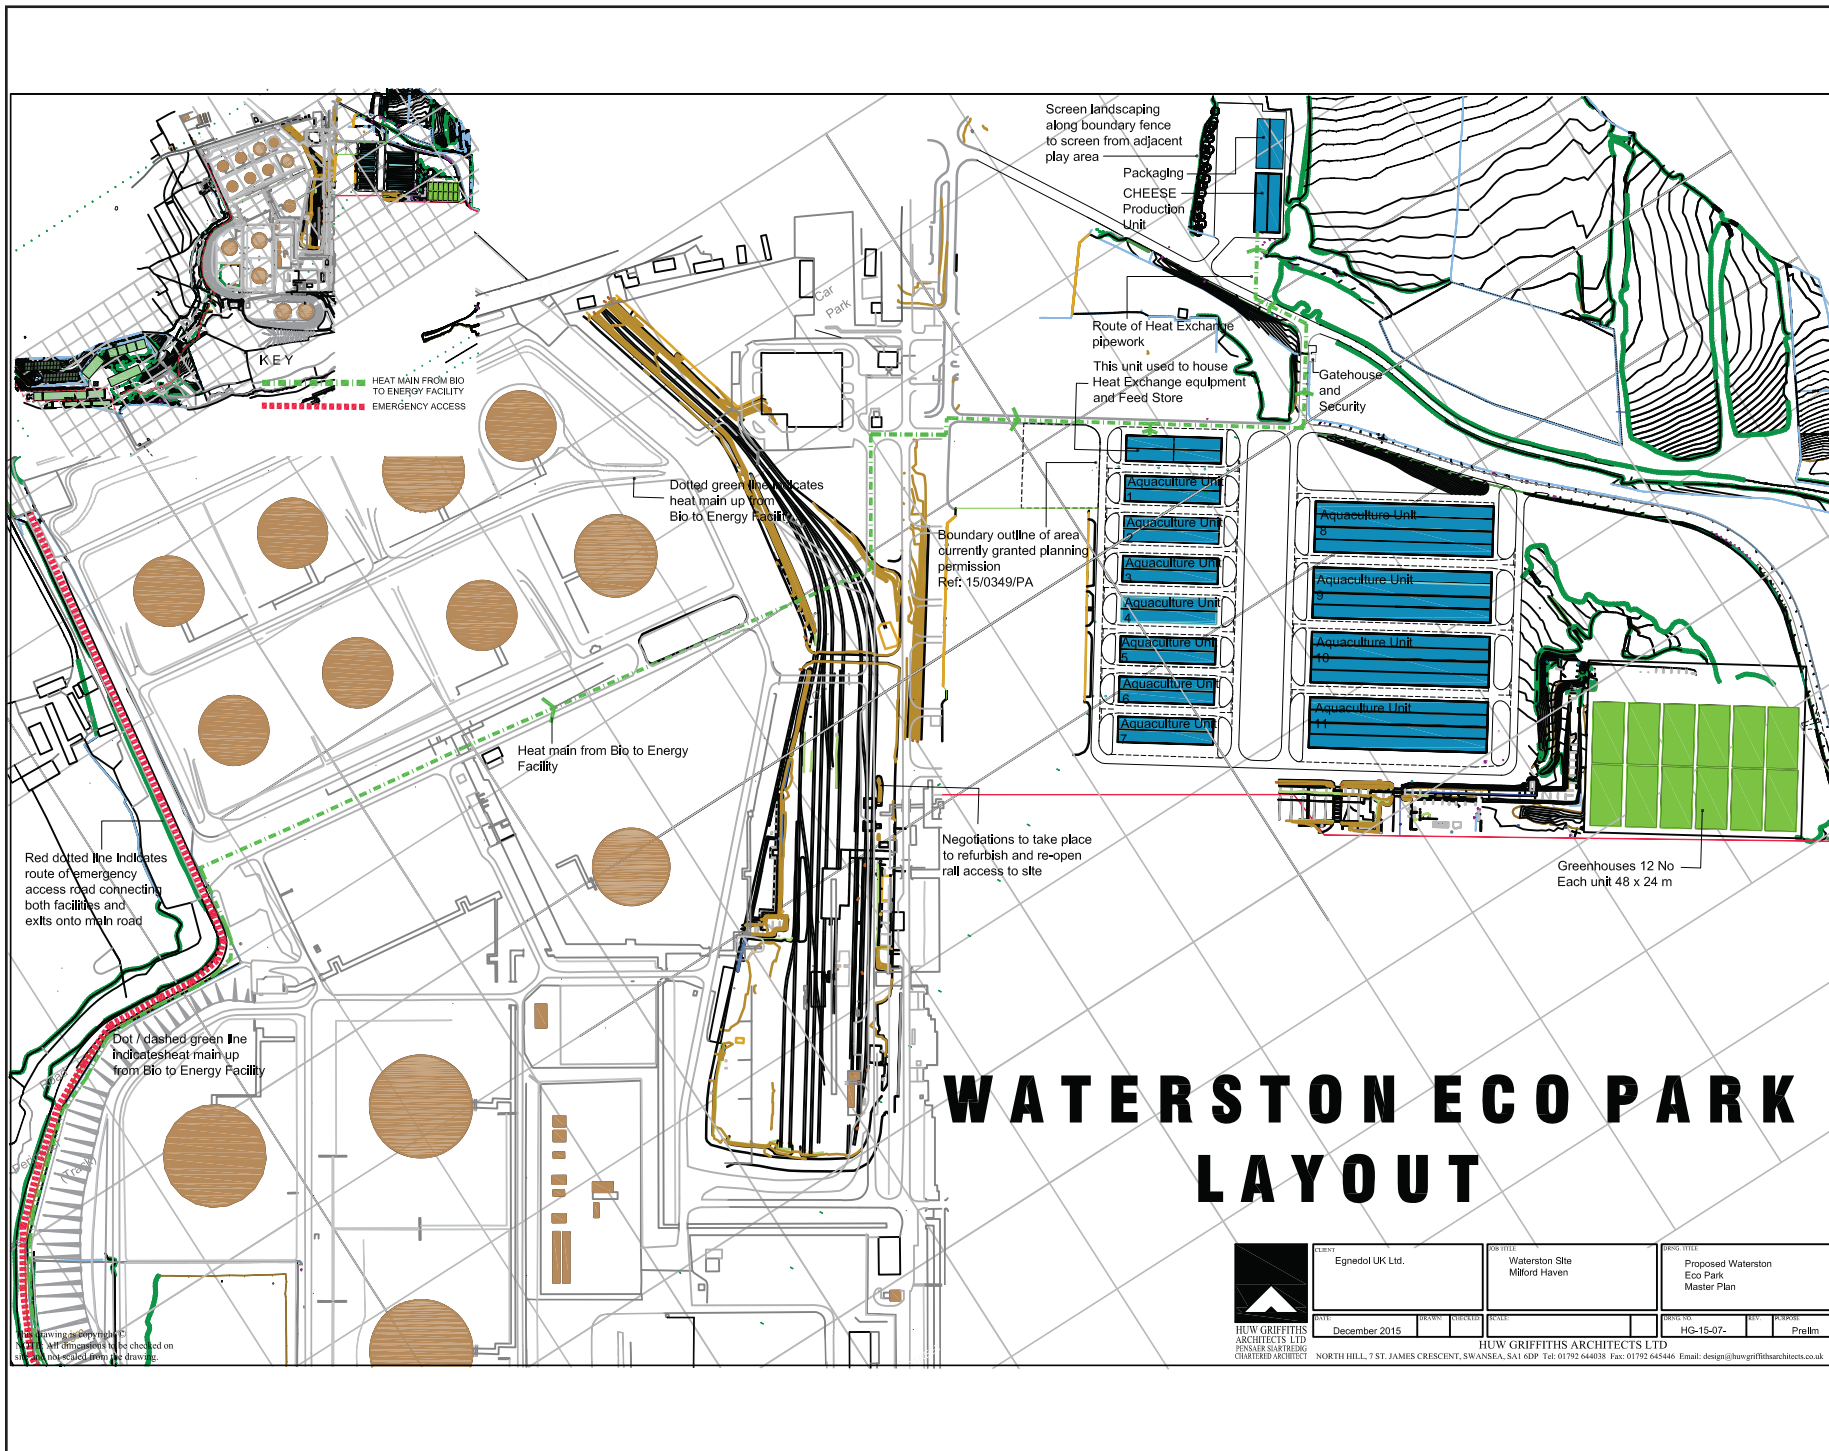 Screen landscaping
along boundary fence
to screen from adjacent
play area
Packaging
CHEESE
Production
Unit
Car
Park
Route of Heat Exchange
pipework
This unit used to house
Heat Exchange equipment
and Feed Store
Gatehouse
and
Security
KEY
HEAT MAIN FROM BIO
TO ENERGY FACILITY
EMERGENCY ACCESS
Dotted green line indicates
heat main up from
Bio to Energy Facility
Boundary outline of area
currently granted planning
permission
Ref: 15/0349/PA
Aquaculture Unit
1
Aquaculture Unit
2
Aquaculture Unit
3
Aquaculture Unit
4
Aquaculture Unit
5
Aquaculture Unit
6
Aquaculture Unit
7
Aquaculture Unit
8
Aquaculture Unit
9
Aquaculture Unit
10
Aquaculture Unit
11
Heat main from Bio to Energy
Facility
Negotiations to take place
to refurbish and re-open
rail access to site
Greenhouses 12 No
Each unit 48 x 24 m
Red dotted line indicates
route of emergency
access road connecting
both facilities and
exits onto main road
Dot / dashed green line
indicatesheat main up
from Bio to Energy Facility
Road
(Track)
WATERSTON ECO PARK
LAYOUT
This drawing is copyright ©
NOTE: All dimensions to be checked on
site and not scaled from the drawing.
HUW GRIFFITHS
ARCHITECTS LTD
PENSAER SIARTREDIG
CHARTERED ARCHITECT
CLIENT
Egnedol UK Ltd.
JOB TITLE
Waterston Site
Milford Haven
DRNG. TITLE
Proposed Waterston
Eco Park
Master Plan
DATE:
December 2015
DRAWN:
CHECKED:
SCALE:
DRNG. NO.
HG-15-07-
REV.
PURPOSE
Prelim
HUW GRIFFITHS ARCHITECTS LTD
NORTH HILL, 7 ST. JAMES CRESCENT, SWANSEA, SA1 6DP Tel: 01792 644038 Fax: 01792 645446 Email: design@huwgriffithsarchitects.co.uk